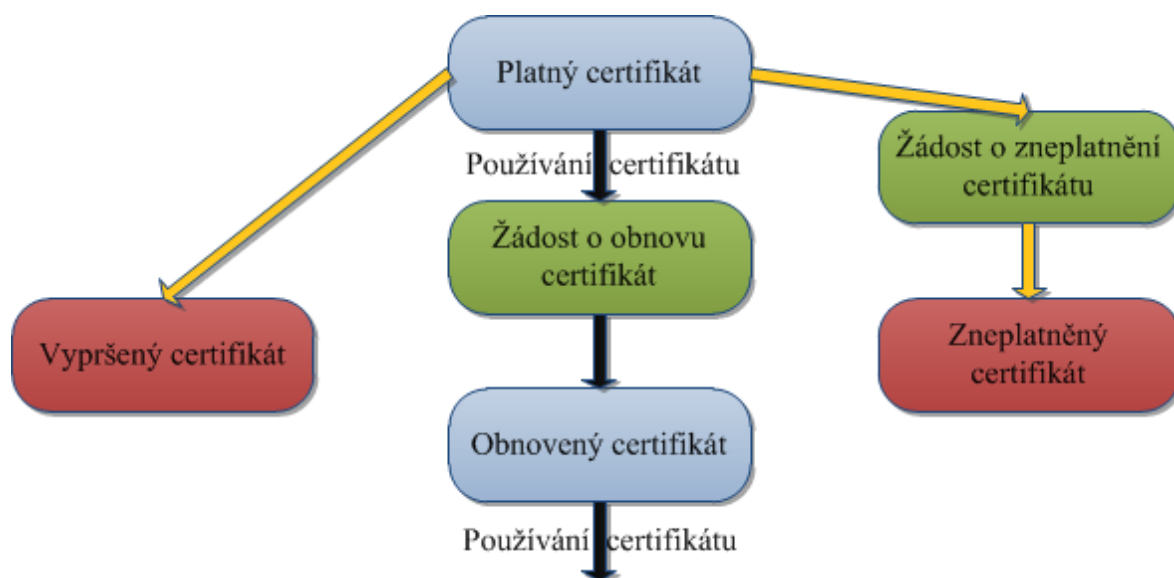 Platný certifikát
Žádost o zneplatnění
certifikátu
Používání certifikátu
Žádost o obnovu
certifikát
Vypršený certifikát
Zneplatněný
certifikát
Obnovený certifikát
Používání certifikátu